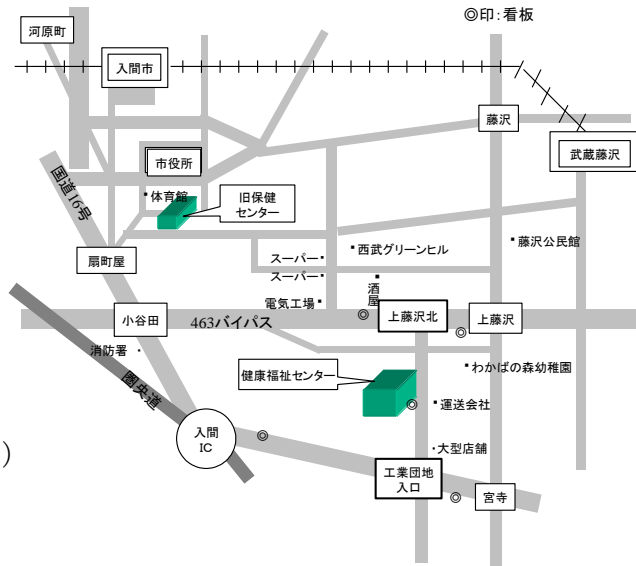 ◎印:看板
河原町
入間市
藤沢
武蔵藤沢
市役所
国道16号
・体育館
旧保健
センター
扇町屋
スーパー・
・西武グリーンヒル
・藤沢公民館
スーパー・
酒屋
電気工場・
小谷田
463バイパス
上藤沢北
上藤沢
消防署 ・
圏央道
健康福祉センター
・わかばの森幼稚園
・運送会社
入間
IC
・大型店舗
工業団地
入口
宮寺
)